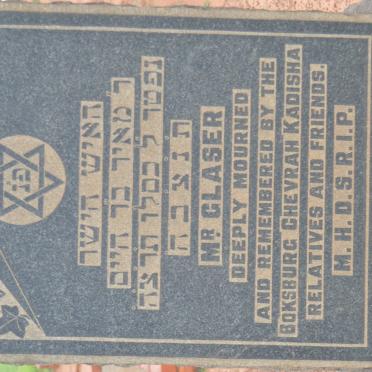 פ״נ
האיש הישר
ר מאיר בר חיים
נפטר ל כסלו תרצה
ת נ צ ב ה
MR GLASER
DEEPLY MOURNED
AND REMEMBERED BY THE
BOKSBURG CHEVRAH KADISHA
RELATIVES AND FRIENDS.
M.H.D.S.R.I.P.